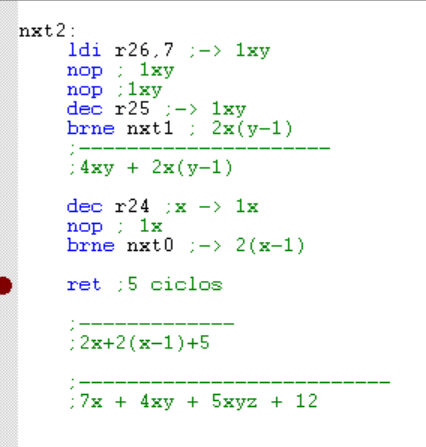 nxt2:
ldi r26,7 ;-> 1xy
nop ; 1xy
nop ;1xy
dec r25 ;-> 1xy
brne nxt1 ; 2x(y-1)
;--------------------
;4xy + 2x(y-1)
dec r24 ;x -> 1x
nop ; 1x
brne nxt0 ;-> 2(x-1)
ret ;5 ciclos
;------------
;2x+2(x-1)+5
;------------------------
;7x + 4xy + 5xyz + 12